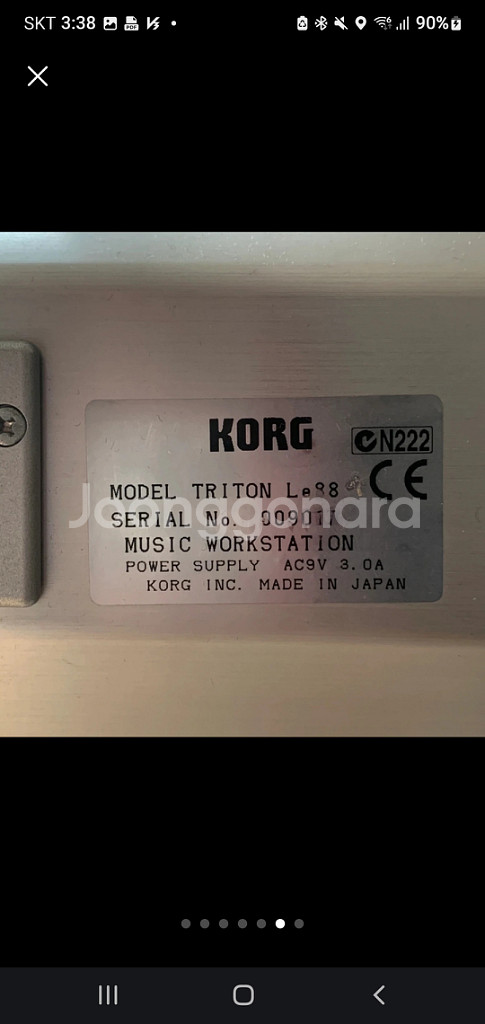 SKT 3:38
90%
KORG
N222
MODEL TRITON Le88
CE
Joonggonara
SERIAL No. 009077
MUSIC WORKSTATION
POWER SUPPLY AC9V 3.0A
KORG INC. MADE IN JAPAN